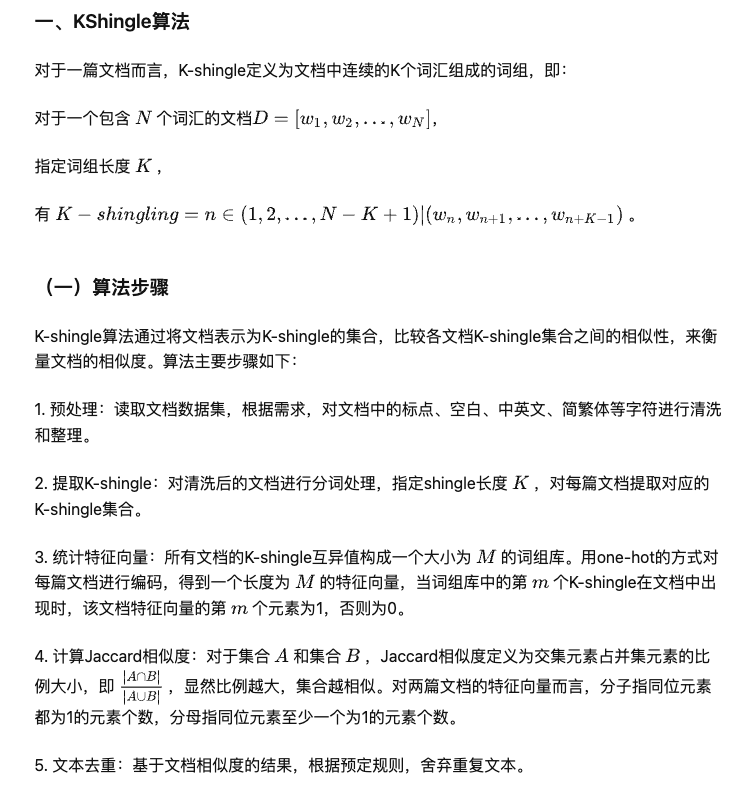 一、KShingle算法
对于一篇文档而言，K-shingle定义为文档中连续的K个词汇组成的词组，即：
对于一个包含 N 个词汇的文档D = [w₁, w₂, . . . , w_N]，
指定词组长度 K ，
有 K − shingling = n ∈ (1, 2, . . . , N − K + 1)|(w_n, w_{n+1}, . . . , w_{n+K−1}) 。
（一）算法步骤
K-shingle算法通过将文档表示为K-shingle的集合，比较各文档K-shingle集合之间的相似性，来衡
量文档的相似度。算法主要步骤如下：
1. 预处理：读取文档数据集，根据需求，对文档中的标点、空白、中英文、简繁体等字符进行清洗
和整理。
2. 提取K-shingle：对清洗后的文档进行分词处理，指定shingle长度 K ，对每篇文档提取对应的
K-shingle集合。
3. 统计特征向量：所有文档的K-shingle互异值构成一个大小为 M 的词组库。用one-hot的方式对
每篇文档进行编码，得到一个长度为 M 的特征向量，当词组库中的第 m 个K-shingle在文档中出
现时，该文档特征向量的第 m 个元素为1，否则为0。
4. 计算Jaccard相似度：对于集合 A 和集合 B ，Jaccard相似度定义为交集元素占并集元素的比
例大小，即 |A∩B|/|A∪B| ，显然比例越大，集合越相似。对两篇文档的特征向量而言，分子指同位元素
都为1的元素个数，分母指同位元素至少一个为1的元素个数。
5. 文本去重：基于文档相似度的结果，根据预定规则，舍弃重复文本。